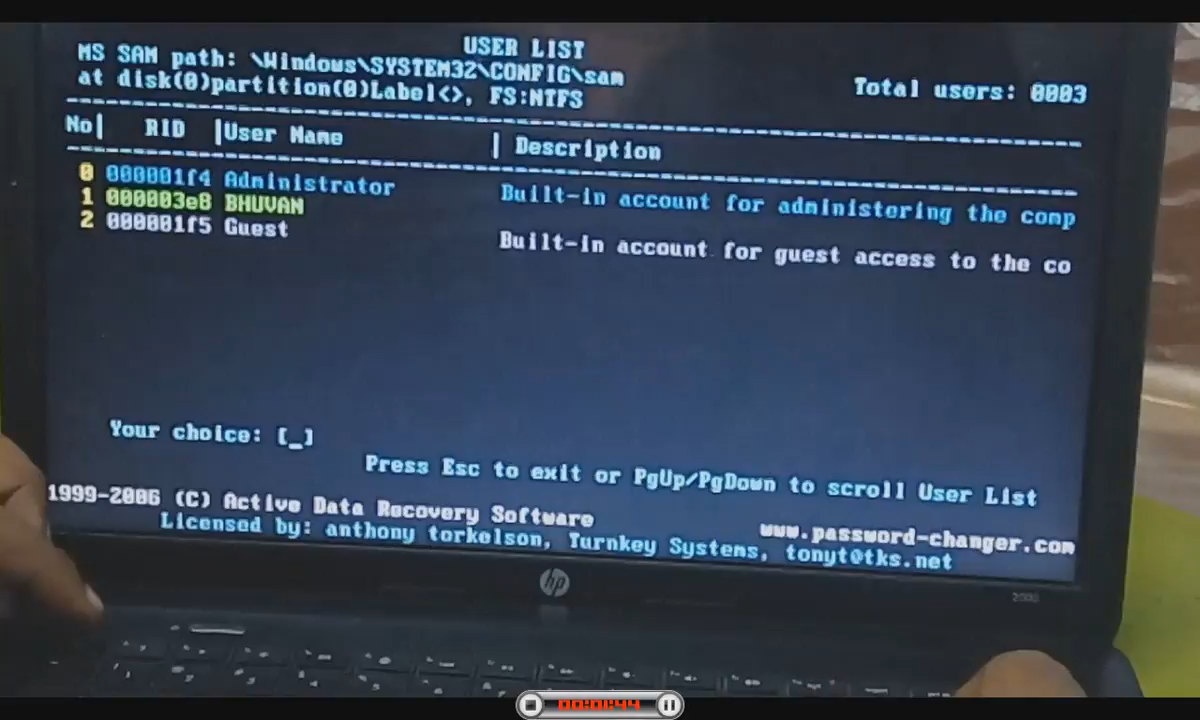 USER LIST
MS SAM path: \Windows\SYSTEM32\CONFIG\sam
at disk(0)partition(0)Label<>, FS:NTFS
Total users: 0003
No| RID |User Name | Description
0 000001f4 Administrator Built-in account for administering the comp
1 000003e8 BHUVAN
2 000001f5 Guest Built-in account for guest access to the co
Your choice: [_]
Press Esc to exit or PgUp/PgDown to scroll User List
1999-2006 (C) Active Data Recovery Software
www.password-changer.com
Licensed by: anthony torkelson, Turnkey Systems, tonyt@tks.net
hp
2000